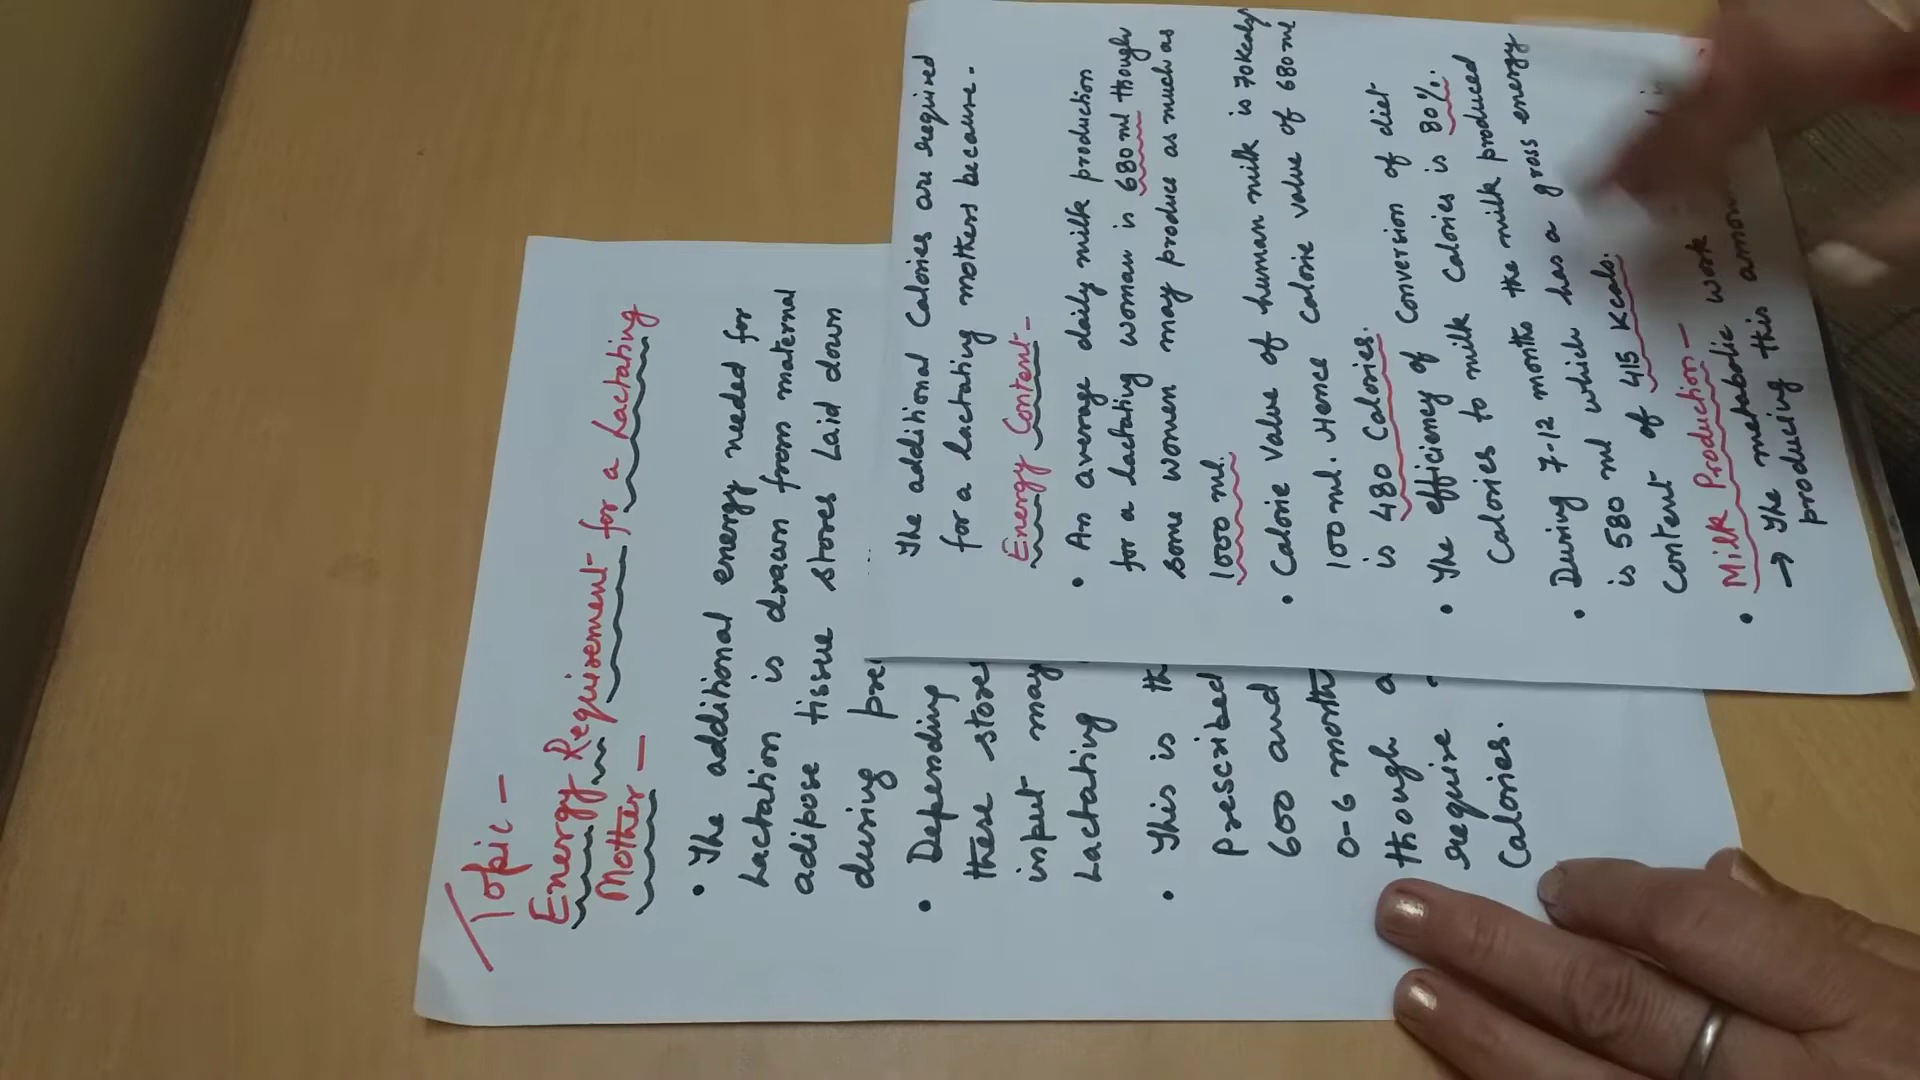 Topic -
Energy Requirement for a Lactating
Mother -
• The additional energy needed for
Lactation is drawn from maternal
adipose tissue stores Laid down
during
• Depending
these stores
input may
Lactating
• This is
Prescribed
600 and
0-6 month
though
require
Calories.
The additional Calories are required
for a lactating mothers because.
Energy Content -
• An average daily milk production
for a lactating woman is 680 ml though
some women may produce as much as
1000 ml.
• Calorie value of human milk is 70 kcals/
100 ml. Hence Calorie value of 680 ml
is 480 Calories.
• The efficiency of Conversion of diet
Calories to milk Calories is 80%.
• During 7-12 months the milk produced
is 580 ml which has a gross energy
Content of 415 Kcals.
• Milk Production -
→ The metabolic work
producing this